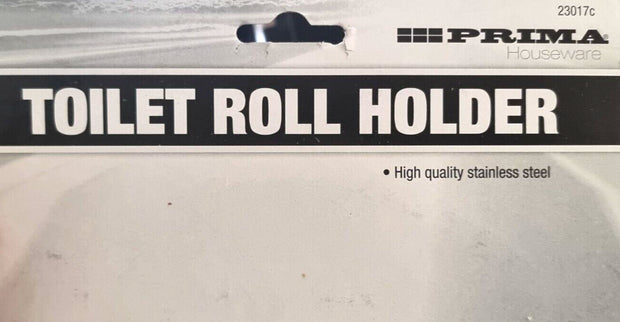 23017c
PRIMA®
Houseware
TOILET ROLL HOLDER
• High quality stainless steel